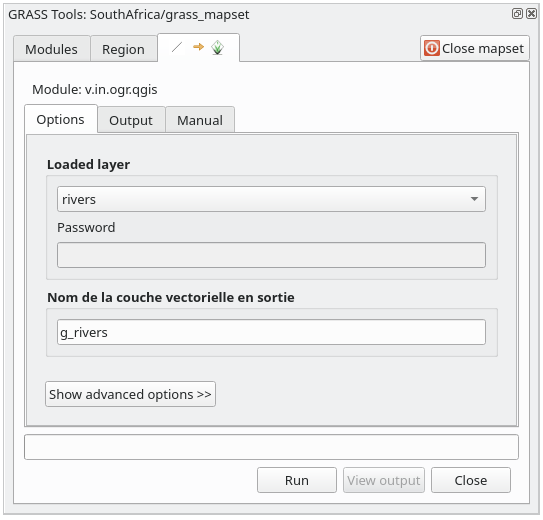 GRASS Tools: SouthAfrica/grass_mapset
Modules Region Close mapset
Module: v.in.ogr.qgis
Options Output Manual
Loaded layer
rivers
Password
Nom de la couche vectorielle en sortie
g_rivers
Show advanced options >>
Run View output Close